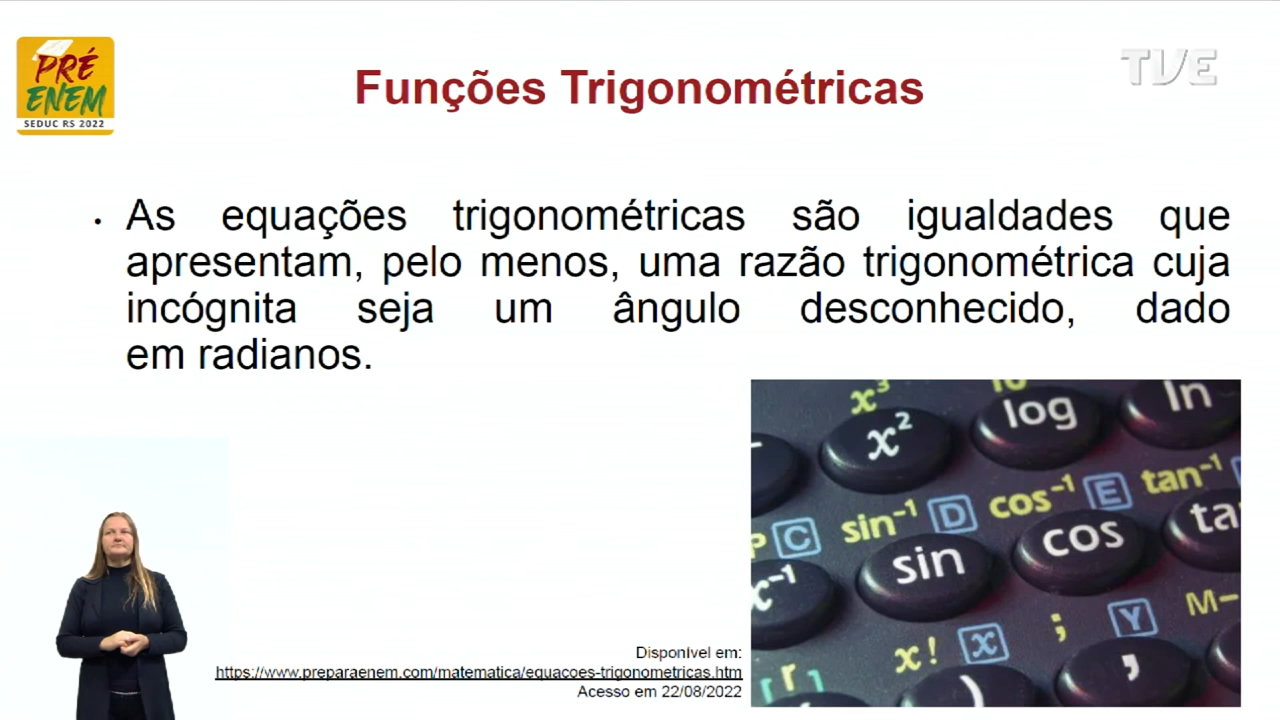 PRÉ
ENEM
SEDUC RS 2022
TVE
Funções Trigonométricas
• As equações trigonométricas são igualdades que
apresentam, pelo menos, uma razão trigonométrica cuja
incógnita seja um ângulo desconhecido, dado
em radianos.
x³
ln
log
x²
tan⁻¹
cos⁻¹ E
sin⁻¹ D
P C
cos
sin
x⁻¹
M–
; Y
x! x
[r]
,
)
Disponível em:
https://www.preparaenem.com/matematica/equacoes-trigonometricas.htm
Acesso em 22/08/2022